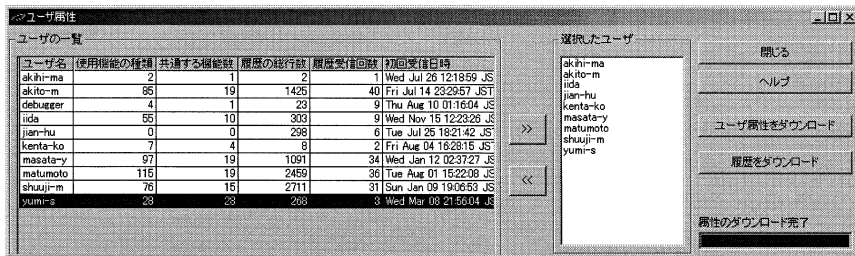 ユーザ属性
ユーザの一覧
ユーザ名 使用機能の種類 共通する機能数 履歴の総行数 履歴受信回数 初回受信日時
akihi-ma 2 1 2 1 Wed Jul 26 12:18:59 JS
akito-m 85 19 1425 40 Fri Jul 14 23:29:57 JST
debugger 4 1 23 9 Thu Aug 10 01:16:04 JS
iida 55 10 303 9 Wed Nov 15 12:23:26 JS
jian-hu 0 0 298 6 Tue Jul 25 18:21:42 JST
kenta-ko 7 4 8 2 Fri Aug 04 16:28:15 JST
masata-y 97 19 1091 34 Wed Jan 12 02:37:27 JS
matumoto 115 19 2459 36 Tue Aug 01 15:22:08 JS
shuuji-m 76 15 2711 31 Sun Jan 09 19:06:53 JS
yumi-s 28 28 268 3 Wed Mar 08 21:56:04 JS
>>
<<
選択したユーザ
akihi-ma
akito-m
iida
jian-hu
kenta-ko
masata-y
matumoto
shuuji-m
yumi-s
閉じる
ヘルプ
ユーザ属性をダウンロード
履歴をダウンロード
属性のダウンロード完了